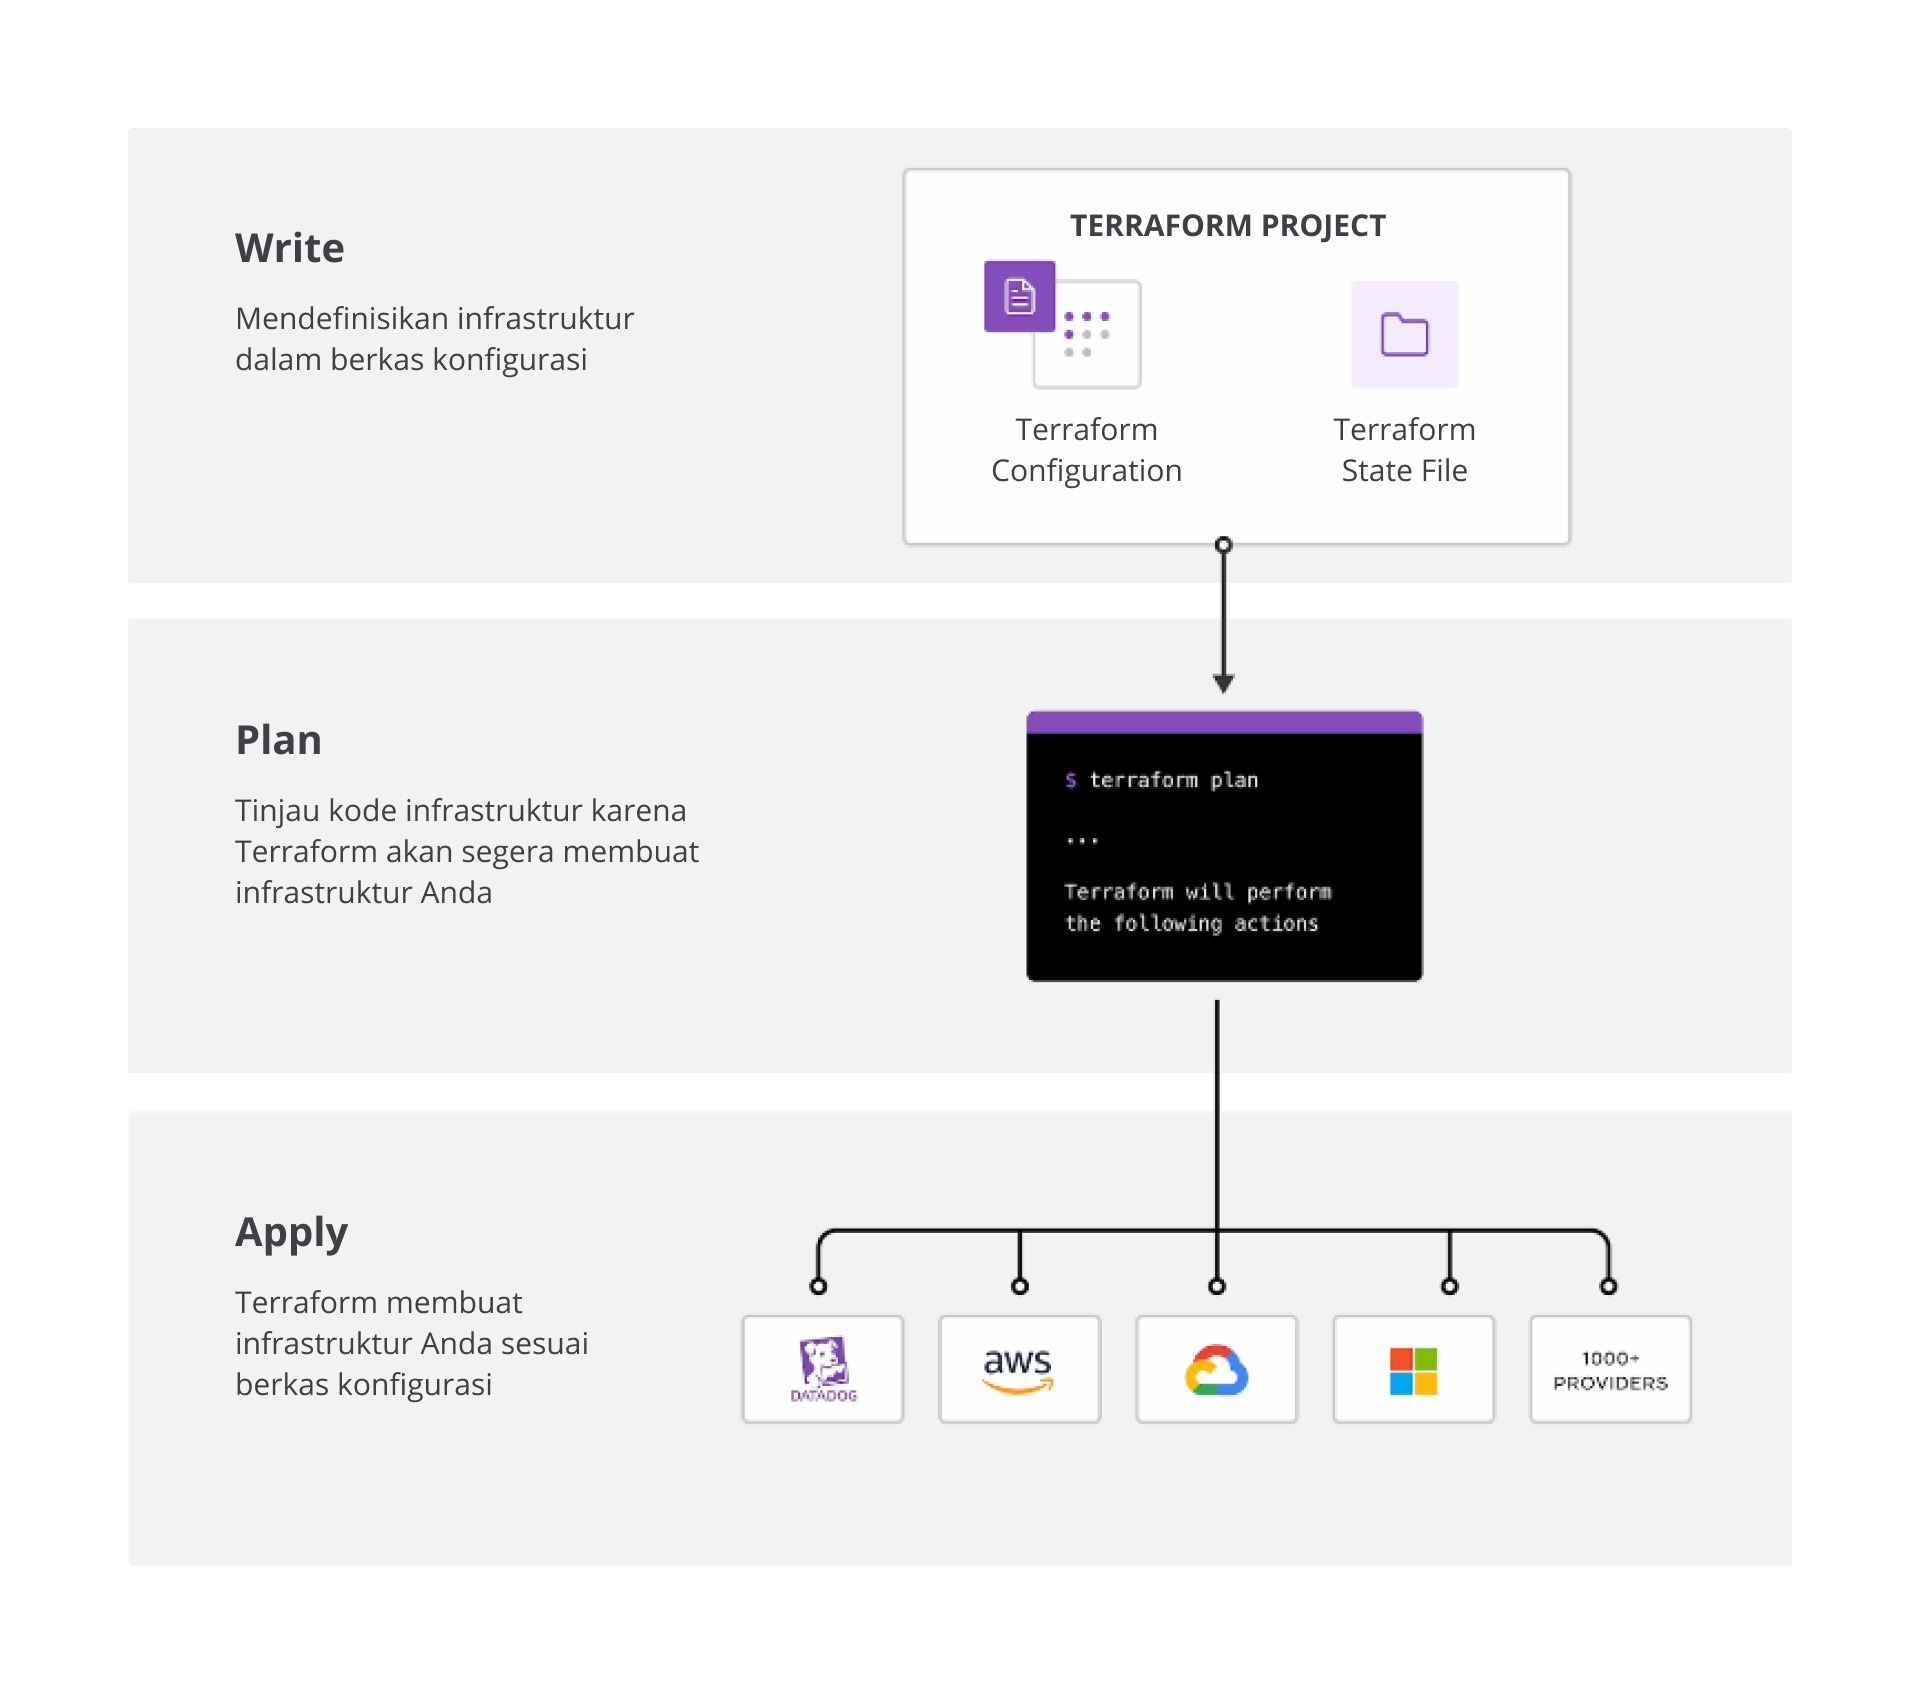 Write
Mendefinisikan infrastruktur
dalam berkas konfigurasi
TERRAFORM PROJECT
Terraform
Configuration
Terraform
State File
Plan
Tinjau kode infrastruktur karena
Terraform akan segera membuat
infrastruktur Anda
$ terraform plan
...
Terraform will perform
the following actions
Apply
Terraform membuat
infrastruktur Anda sesuai
berkas konfigurasi
DATADOG
aws
1000+
PROVIDERS